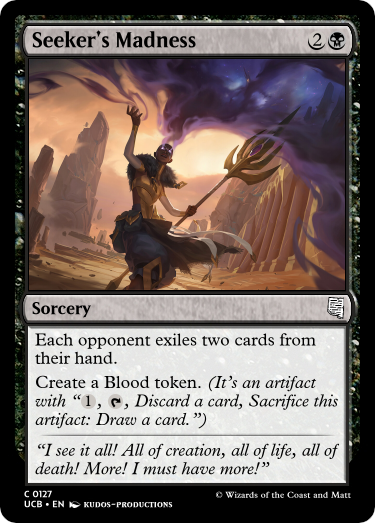 Seeker's Madness 2
Sorcery
Each opponent exiles two cards from
their hand.
Create a Blood token. (It's an artifact
with “1, , Discard a card, Sacrifice this
artifact: Draw a card.”)
“I see it all! All of creation, all of life, all of
death! More! I must have more!”
C 0127
UCB • EN KUDOS-PRODUCTIONS
© Wizards of the Coast and Matt